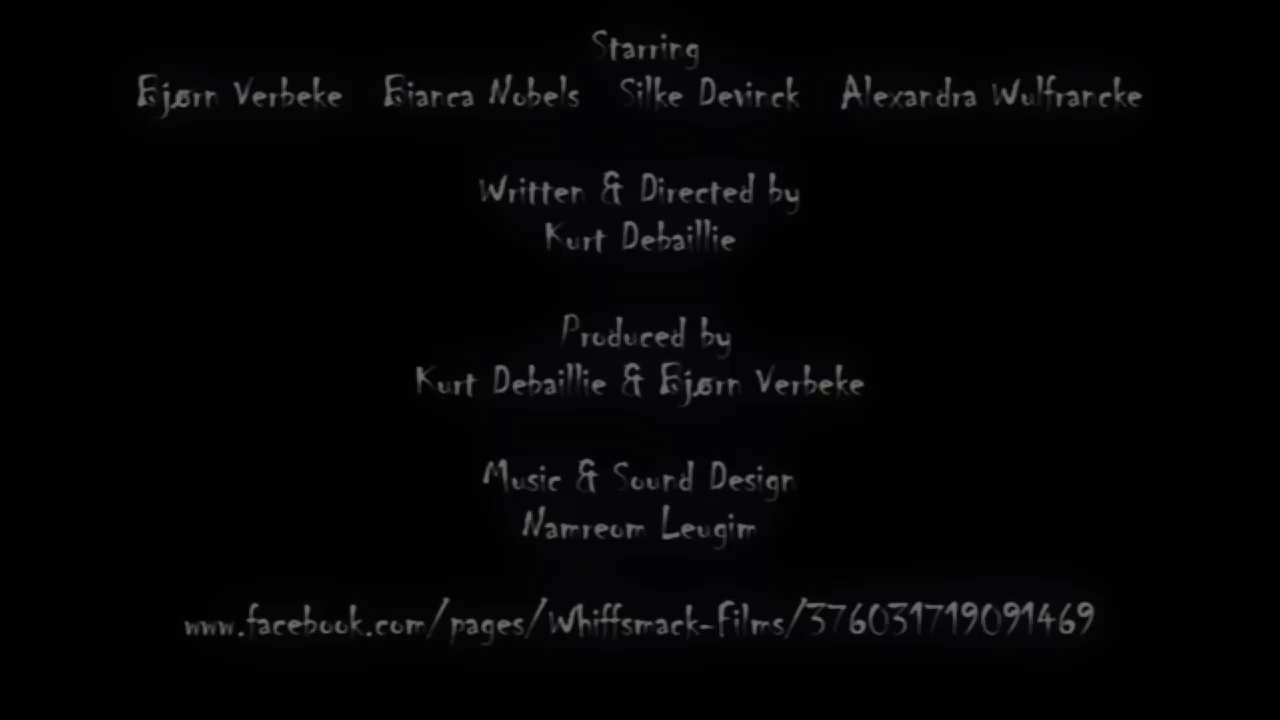 Starring
Bjørn Verbeke Bianca Nobels Silke Devinck Alexandra Wulfrancke
Written & Directed by
Kurt Debaillie
Produced by
Kurt Debaillie & Bjørn Verbeke
Music & Sound Design
Namreom Leugim
www.facebook.com/pages/Whiffsmack-Films/376031719091469